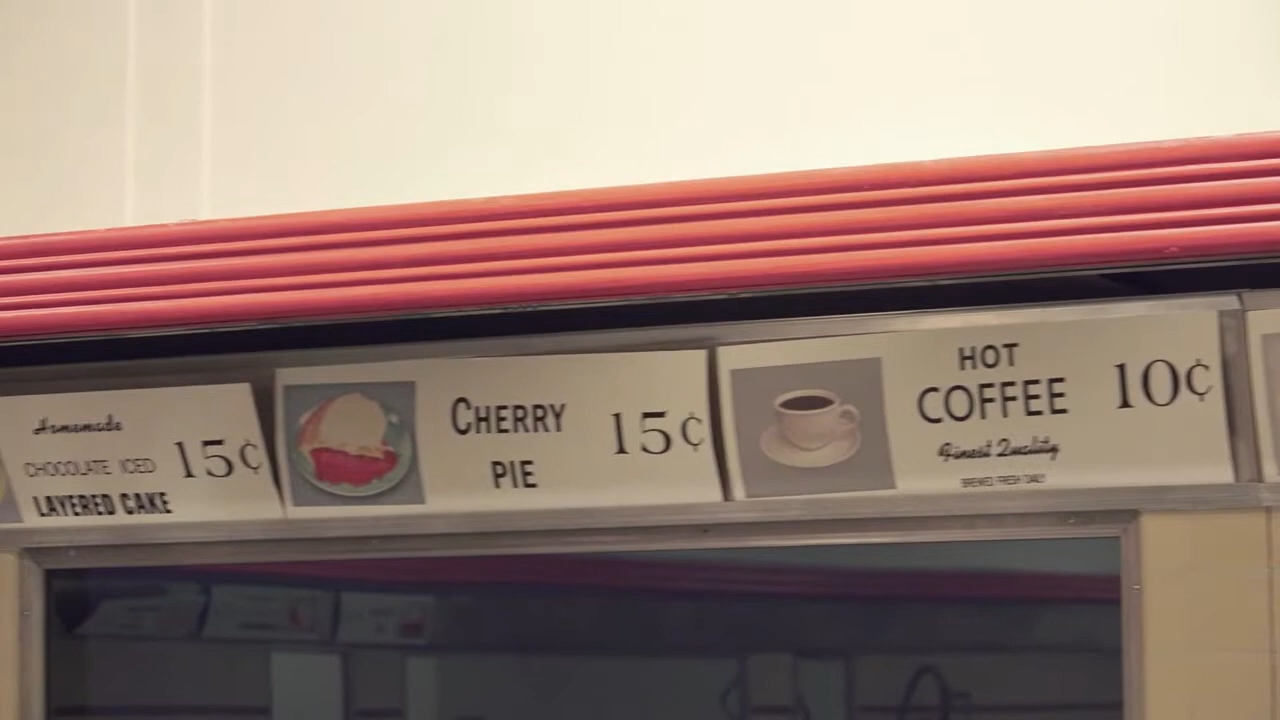 Homemade
CHOCOLATE ICED
LAYERED CAKE
15¢
CHERRY
PIE
15¢
HOT
COFFEE
Finest Quality
BREWED FRESH DAILY
10¢